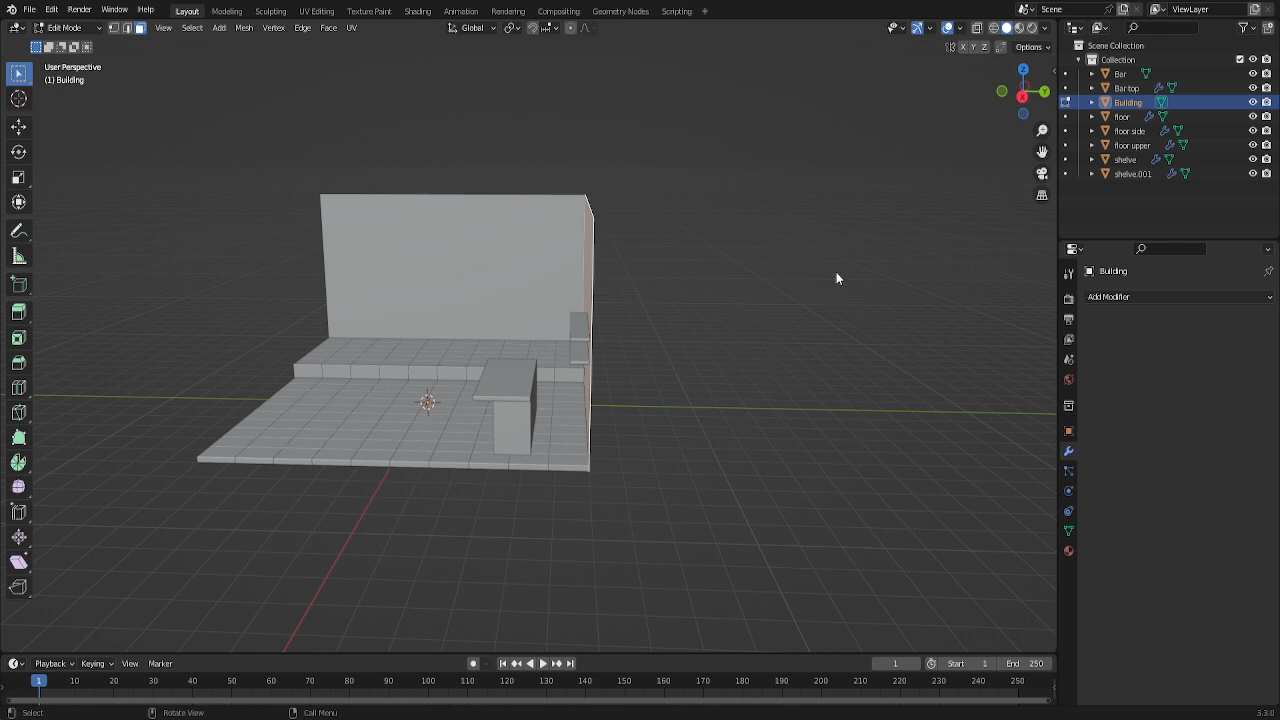 File Edit Render Window Help Layout Modeling Sculpting UV Editing Texture Paint Shading Animation Rendering Compositing Geometry Nodes Scripting + Scene ViewLayer
Edit Mode View Select Add Mesh Vertex Edge Face UV Global
X Y Z Options
User Perspective
(1) Building
Z
Y
X
Scene Collection
Collection
Bar
Bar top
Building
floor
floor side
floor upper
shelve
shelve.001
Building
Add Modifier
Playback Keying View Marker 1 Start 1 End 250
1 10 20 30 40 50 60 70 80 90 100 110 120 130 140 150 160 170 180 190 200 210 220 230 240 250
Select Rotate View Call Menu 3.3.0